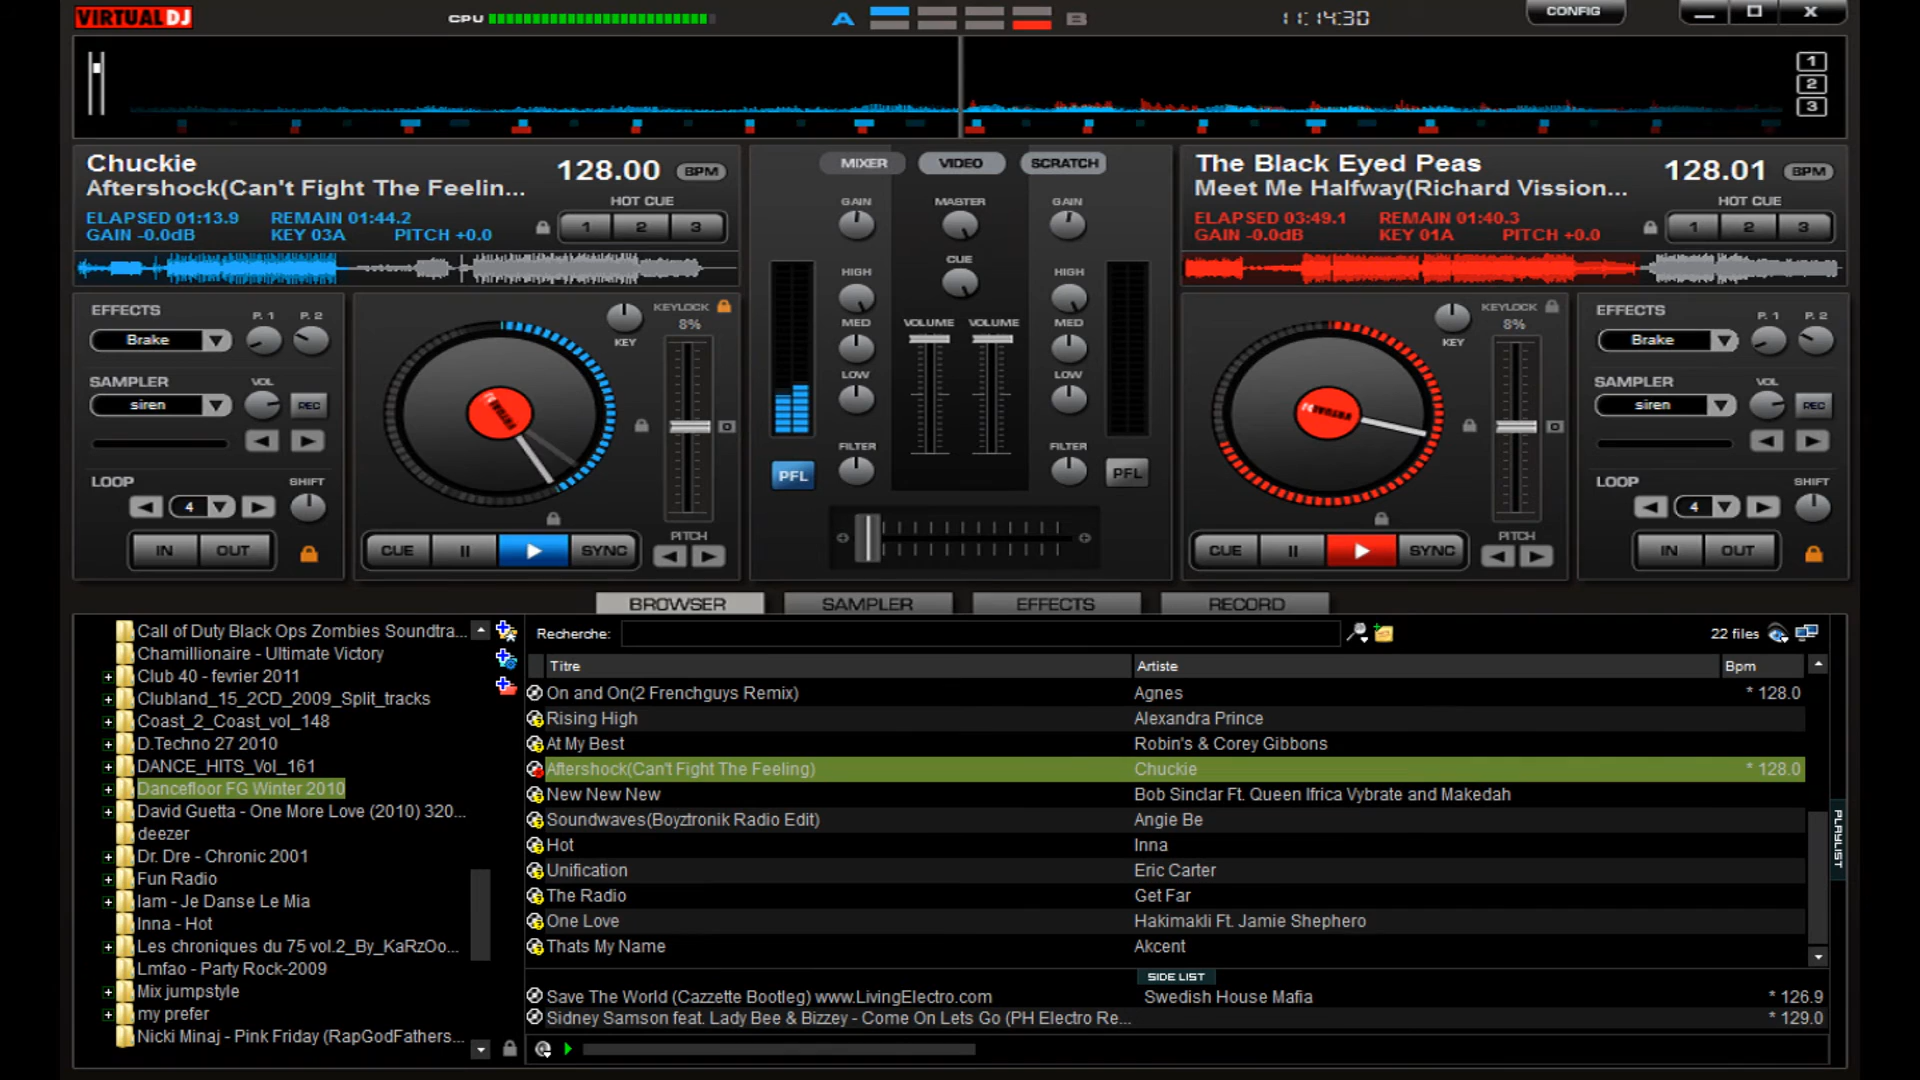 VIRTUAL DJ
CPU
A
B
11:14:30
CONFIG
X
1
2
3
Chuckie
128.00 BPM
Aftershock(Can't Fight The Feelin...
HOT CUE
ELAPSED 01:13.9 REMAIN 01:44.2
1 2 3
GAIN -0.0dB KEY 03A PITCH +0.0
MIXER VIDEO SCRATCH
The Black Eyed Peas
128.01 BPM
Meet Me Halfway(Richard Vission...
HOT CUE
ELAPSED 03:49.1 REMAIN 01:40.3
1 2 3
GAIN -0.0dB KEY 01A PITCH +0.0
EFFECTS
P. 1 P. 2
Brake
SAMPLER
VOL
siren
REC
LOOP
SHIFT
4
IN OUT
KEYLOCK
8%
KEY
CUE SYNC
PITCH
GAIN MASTER GAIN
CUE
HIGH HIGH
MED VOLUME VOLUME MED
LOW LOW
FILTER FILTER
PFL PFL
KEYLOCK
8%
KEY
CUE SYNC
PITCH
EFFECTS
P. 1 P. 2
Brake
SAMPLER
VOL
siren
REC
LOOP
SHIFT
4
IN OUT
BROWSER SAMPLER EFFECTS RECORD
Call of Duty Black Ops Zombies Soundtra...
Chamillionaire - Ultimate Victory
Club 40 - fevrier 2011
Clubland_15_2CD_2009_Split_tracks
Coast_2_Coast_vol_148
D.Techno 27 2010
DANCE_HITS_Vol_161
Dancefloor FG Winter 2010
David Guetta - One More Love (2010) 320...
deezer
Dr. Dre - Chronic 2001
Fun Radio
Iam - Je Danse Le Mia
Inna - Hot
Les chroniques du 75 vol.2_By_KaRzOo...
Lmfao - Party Rock-2009
Mix jumpstyle
my prefer
Nicki Minaj - Pink Friday (RapGodFathers...
Recherche:
22 files
Titre Artiste Bpm
On and On(2 Frenchguys Remix) Agnes * 128.0
Rising High Alexandra Prince
At My Best Robin's & Corey Gibbons
Aftershock(Can't Fight The Feeling) Chuckie * 128.0
New New New Bob Sinclar Ft. Queen Ifrica Vybrate and Makedah
Soundwaves(Boyztronik Radio Edit) Angie Be
Hot Inna
Unification Eric Carter
The Radio Get Far
One Love Hakimakli Ft. Jamie Shephero
Thats My Name Akcent
PLAYLIST
SIDE LIST
Save The World (Cazzette Bootleg) www.LivingElectro.com Swedish House Mafia * 126.9
Sidney Samson feat. Lady Bee & Bizzey - Come On Lets Go (PH Electro Re... * 129.0